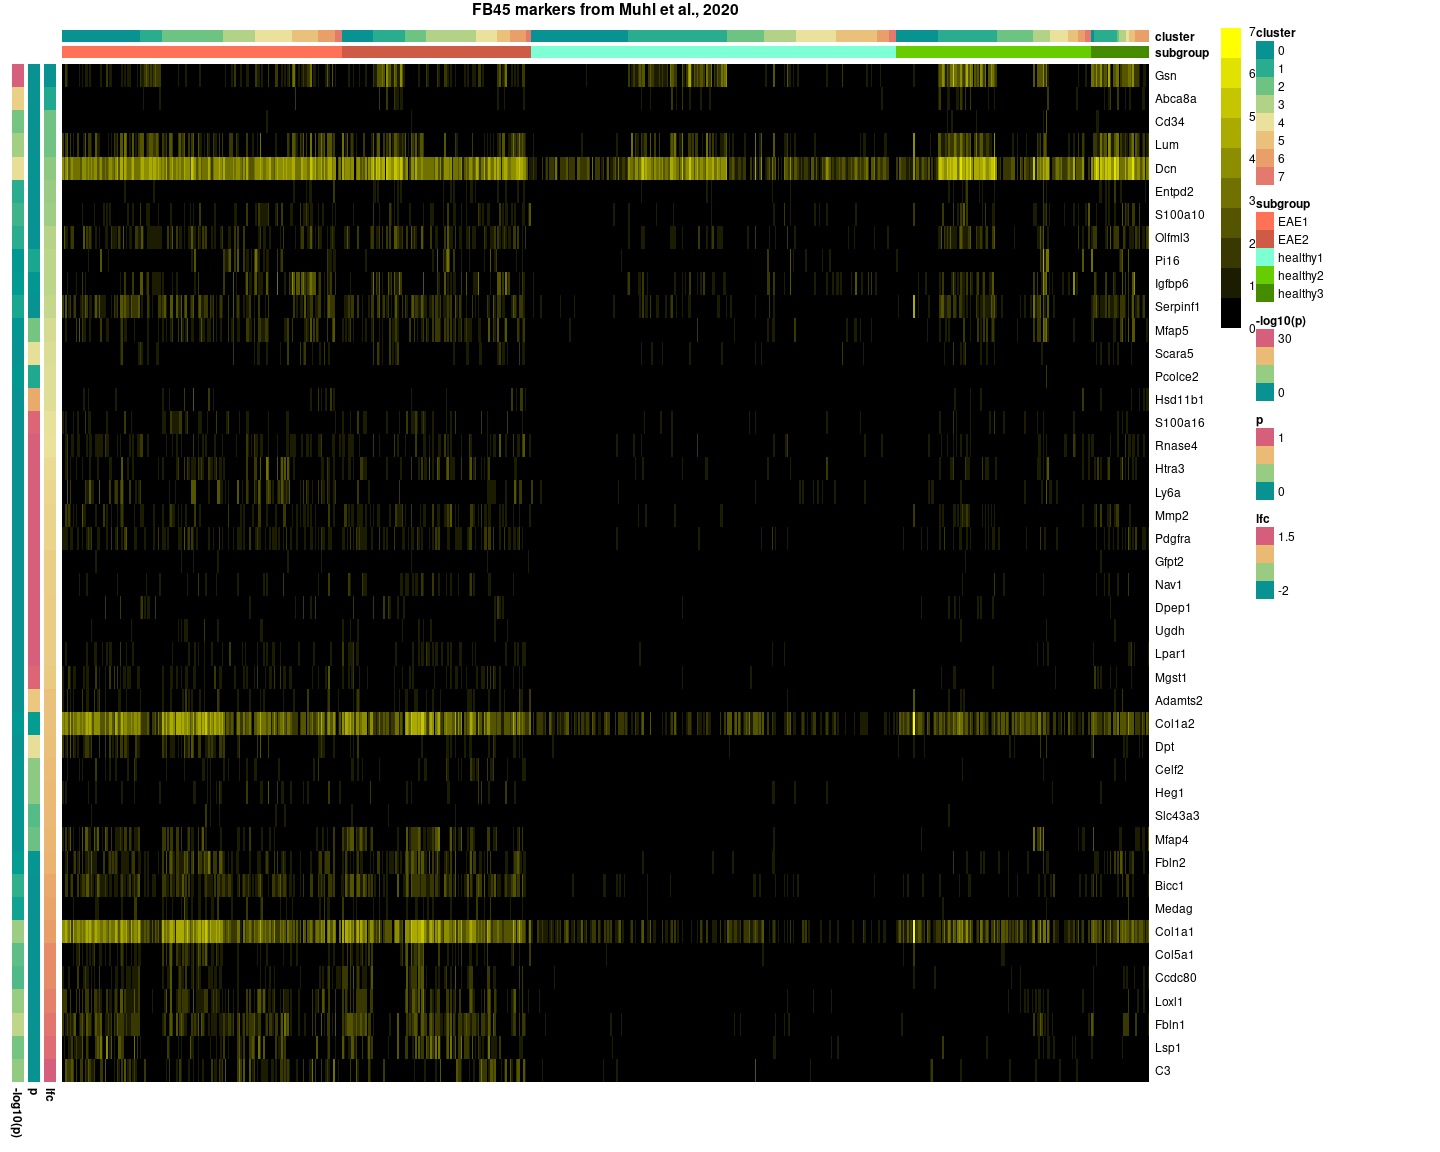 FB45 markers from Muhl et al., 2020
cluster
subgroup
Gsn
Abca8a
Cd34
Lum
Dcn
Entpd2
S100a10
Olfml3
Pi16
Igfbp6
Serpinf1
Mfap5
Scara5
Pcolce2
Hsd11b1
S100a16
Rnase4
Htra3
Ly6a
Mmp2
Pdgfra
Gfpt2
Nav1
Dpep1
Ugdh
Lpar1
Mgst1
Adamts2
Col1a2
Dpt
Celf2
Heg1
Slc43a3
Mfap4
Fbln2
Bicc1
Medag
Col1a1
Col5a1
Ccdc80
Loxl1
Fbln1
Lsp1
C3
7
6
5
4
3
2
1
0
cluster
0
1
2
3
4
5
6
7
subgroup
EAE1
EAE2
healthy1
healthy2
healthy3
-log10(p)
30
0
p
1
0
lfc
1.5
-2
-log10(p)
p
lfc